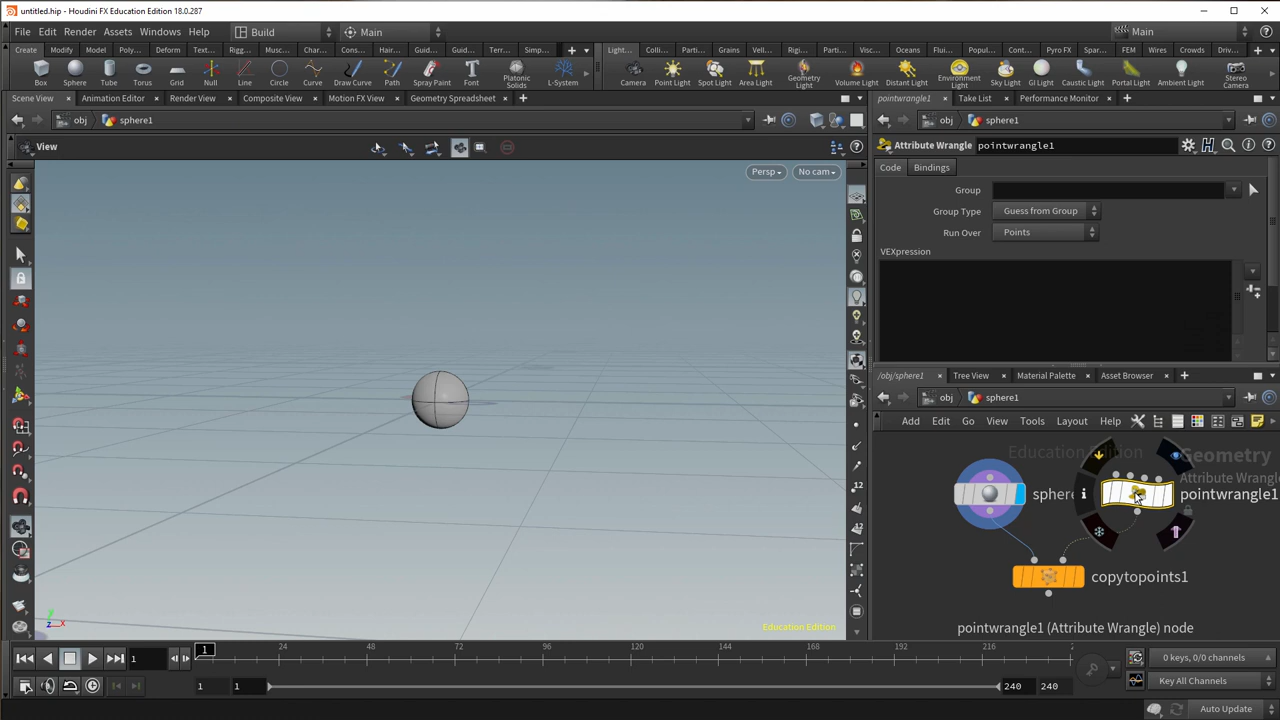 untitled.hip - Houdini FX Education Edition 18.0.287
File Edit Render Assets Windows Help Build Main Main
Create Modify Model Poly... Deform Text... Rigg... Mus... Char... Cons... Hair... Guid... Guid... Terr... Simp...
Light... Colli... Parti... Grains Vell... Rigi... Parti... Visc... Oceans Flui... Popul... Cont... Pyro FX Spar... FEM Wires Crowds Driv...
Box Sphere Tube Torus Grid Null Line Circle Curve Draw Curve Path Spray Paint Font Platonic Solids L-System
Camera Point Light Spot Light Area Light Geometry Light Volume Light Distant Light Environment Light Sky Light GI Light Caustic Light Portal Light Ambient Light Stereo Camera
Scene View Animation Editor Render View Composite View Motion FX View Geometry Spreadsheet
pointwrangle1 Take List Performance Monitor
obj sphere1
obj sphere1
View
Attribute Wrangle pointwrangle1
Code Bindings
Persp No cam
Group
Group Type Guess from Group
Run Over Points
VEXpression
/obj/sphere1 Tree View Material Palette Asset Browser
obj sphere1
Add Edit Go View Tools Layout Help
Education Edition
Geometry
Attribute Wrangle
sphere
pointwrangle1
12
12
copytopoints1
y
z x
Education Edition
pointwrangle1 (Attribute Wrangle) node
1 1 24 48 72 96 120 144 168 192 216 2
0 keys, 0/0 channels
1 1 240 240
Key All Channels
Auto Update